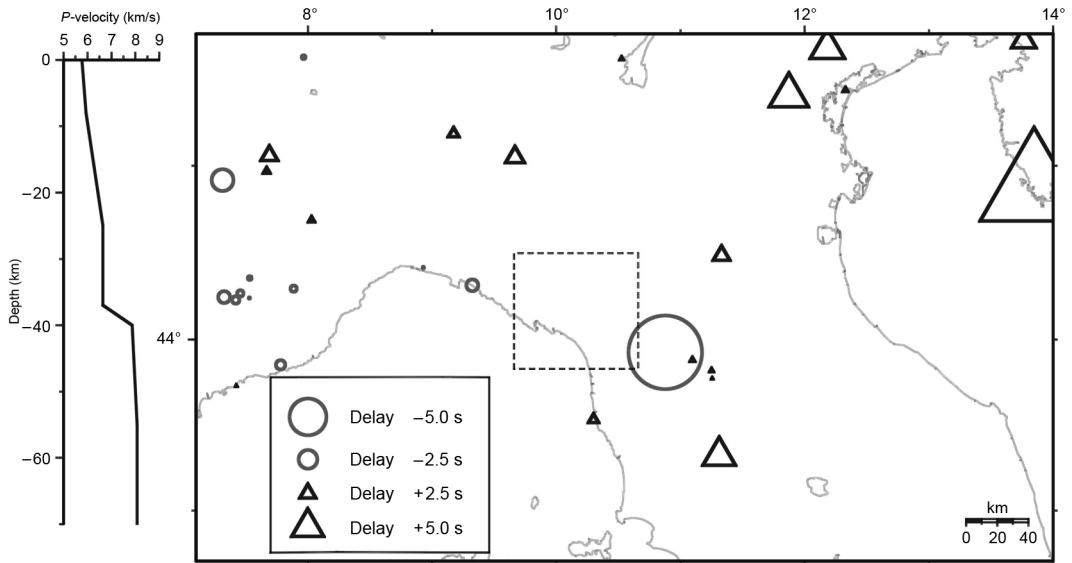 P-velocity (km/s)
5 6 7 8 9
8° 10° 12° 14°
0
−20
−40
−60
Depth (km)
44°
Delay −5.0 s
Delay −2.5 s
Delay +2.5 s
Delay +5.0 s
km
0 20 40